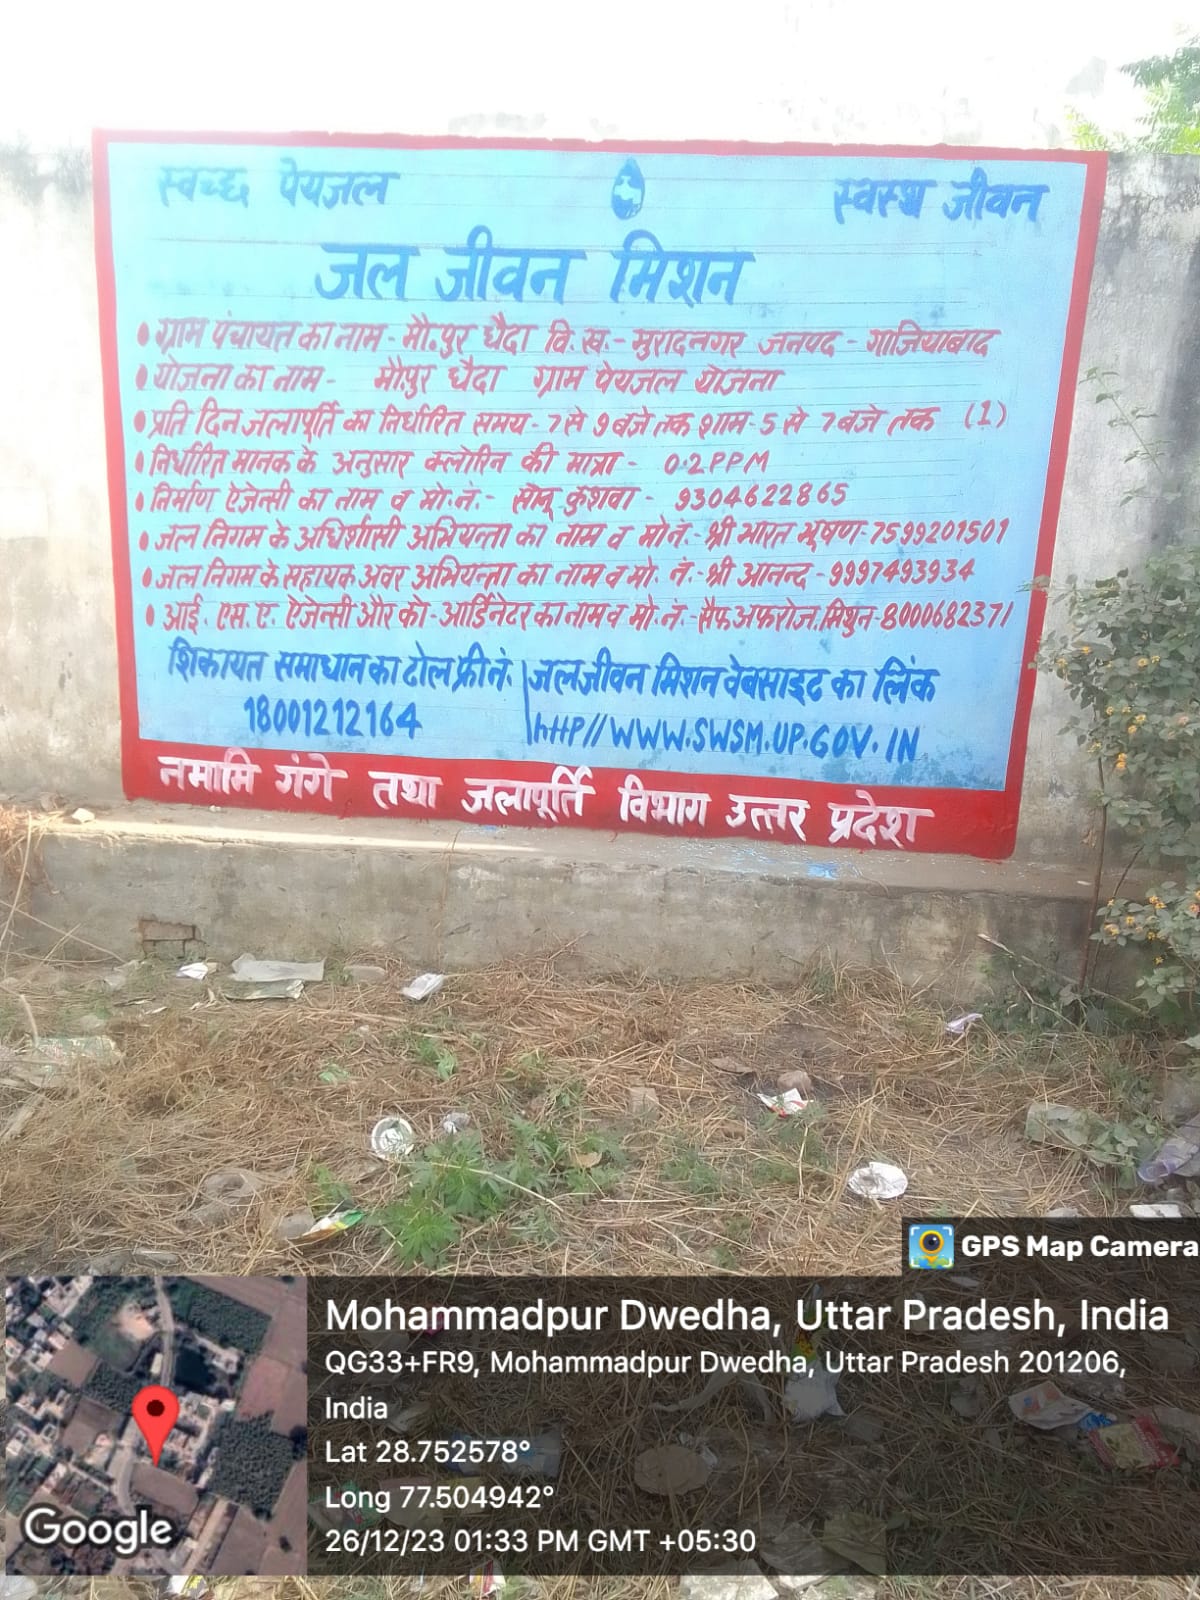 स्वच्छ पेयजल स्वस्थ जीवन
जल जीवन मिशन
• ग्राम पंचायत का नाम - मौ.पुर धैदा वि. ख. - मुरादनगर जनपद - गाजियाबाद
• योजना का नाम - मौ.पुर धैदा ग्राम पेयजल योजना
• प्रति दिन जलापूर्ति का निर्धारित समय - 7 से 9 बजे तक शाम - 5 से 7 बजे तक (1)
• निर्धारित मानक के अनुसार क्लोरिन की मात्रा - 0.2 PPM
• निर्माण ऐजेन्सी का नाम व मो. नं. - सोनू कुशवा - 9304622865
• जल निगम के अधिर्शासी अभियन्ता का नाम व मो नं. - श्री भारत भूषण - 7599201501
• जल निगम के सहायक अवर अभियन्ता का नाम व मो. नं. - श्री आनन्द - 9997493934
• आई. एस. ए. ऐजेन्सी और को - आर्डिनेटर का नाम व मो. नं. - सैफ अफरोज, मिथुन - 8000682371
शिकायत समाधान का टोल फ्री नं.
18001212164
जल जीवन मिशन वेबसाइट का लिंक
http//WWW.SWSM.UP.GOV.IN
नमामि गंगे तथा जलापूर्ति विभाग उत्तर प्रदेश
GPS Map Camera
Mohammadpur Dwedha, Uttar Pradesh, India
QG33+FR9, Mohammadpur Dwedha, Uttar Pradesh 201206,
India
Lat 28.752578°
Long 77.504942°
26/12/23 01:33 PM GMT +05:30
Google